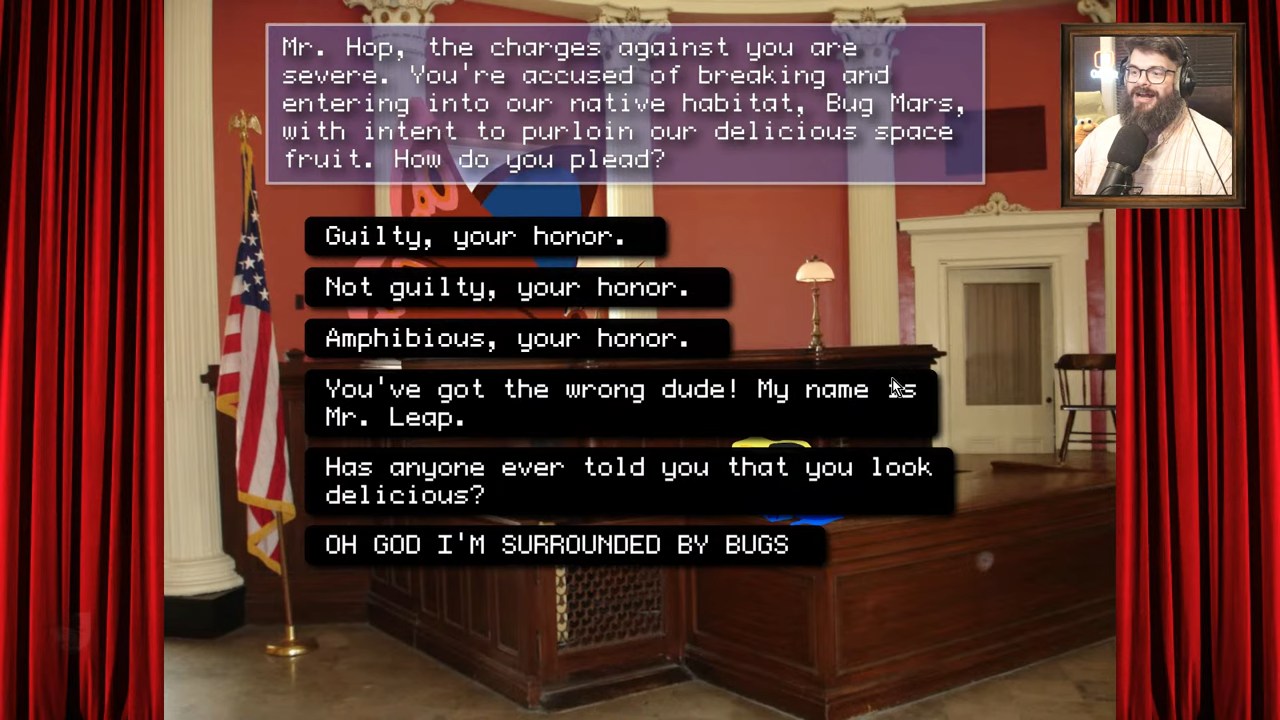 Mr. Hop, the charges against you are
severe. You're accused of breaking and
entering into our native habitat, Bug Mars,
with intent to purloin our delicious space
fruit. How do you plead?
Guilty, your honor.
Not guilty, your honor.
Amphibious, your honor.
You've got the wrong dude! My name is
Mr. Leap.
Has anyone ever told you that you look
delicious?
OH GOD I'M SURROUNDED BY BUGS